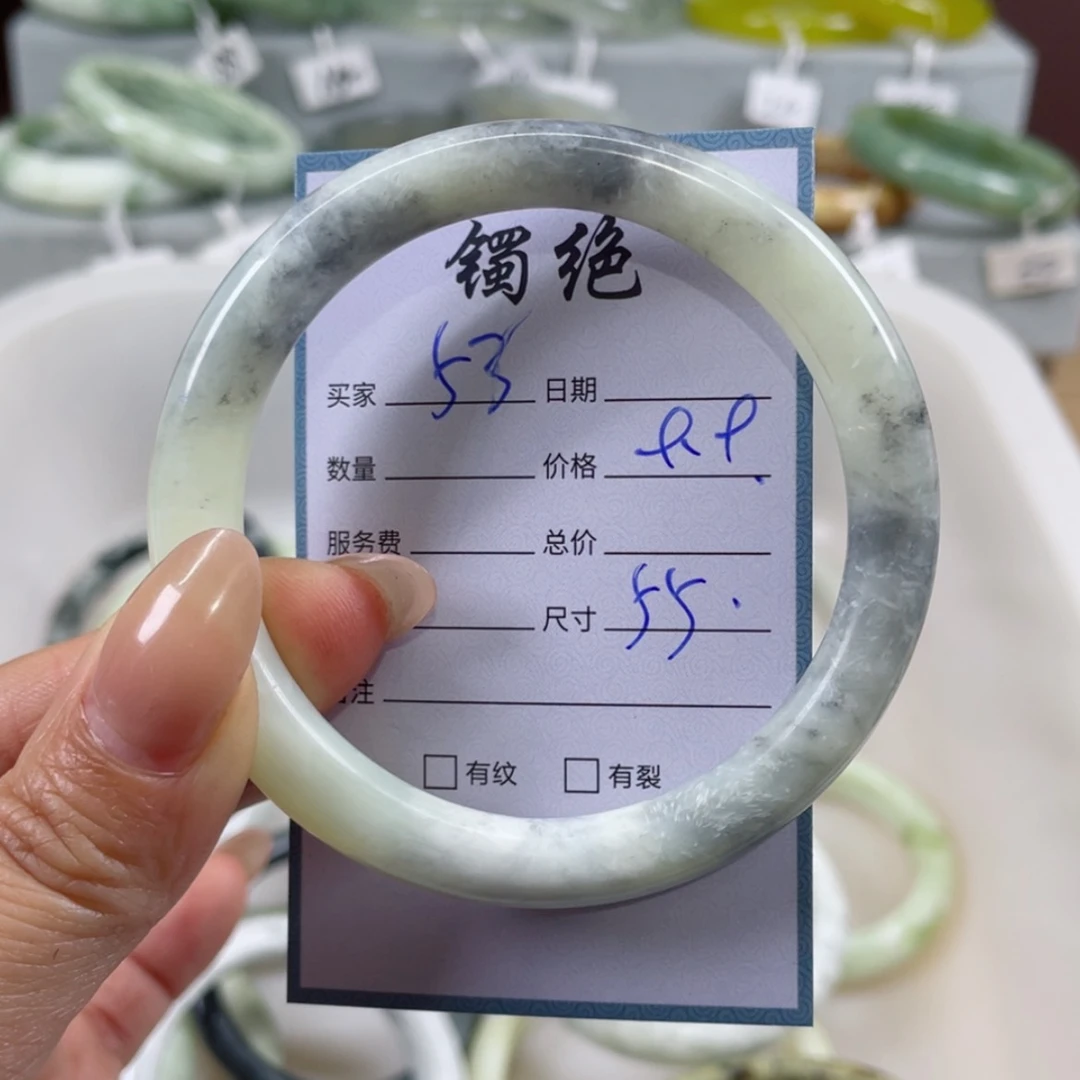 镯绝
买家 53 日期
数量 价格
服务费 总价
尺寸 55.
注
有纹 有裂